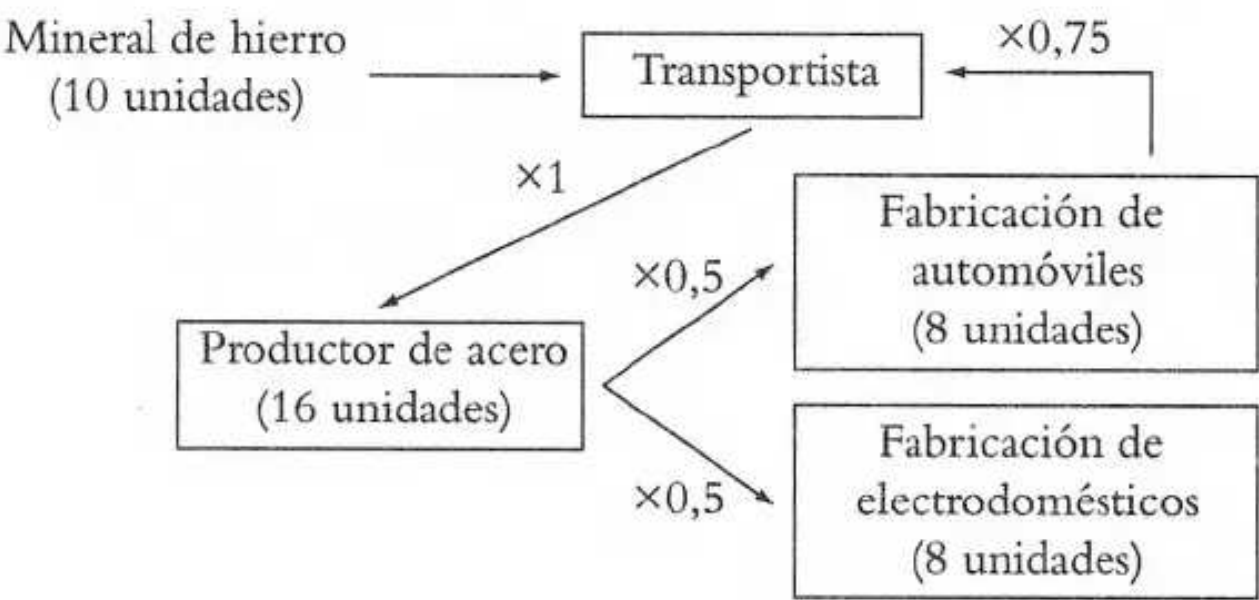 Mineral de hierro
(10 unidades)
Transportista
×0,75
×1
Fabricación de
automóviles
(8 unidades)
×0,5
Productor de acero
(16 unidades)
×0,5
Fabricación de
electrodomésticos
(8 unidades)